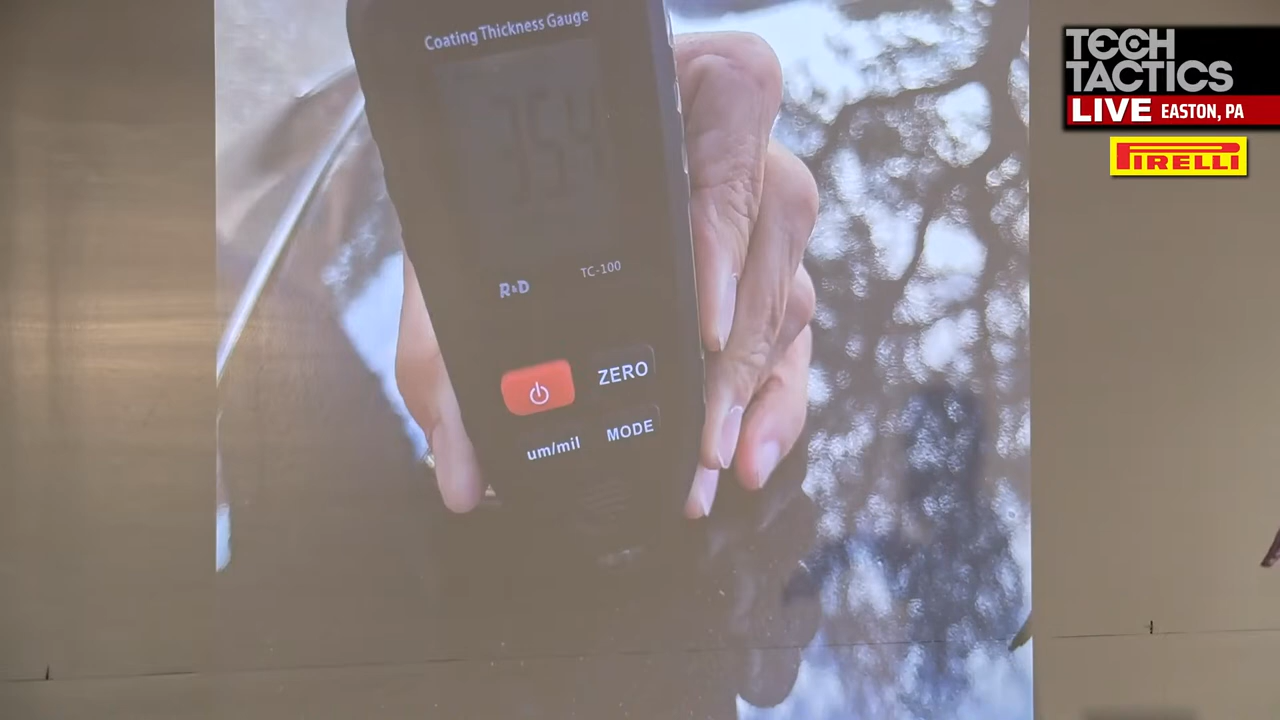 Coating Thickness Gauge
R&D
TC-100
ZERO
um/mil
MODE
TECH
TACTICS
LIVE EASTON, PA
PIRELLI